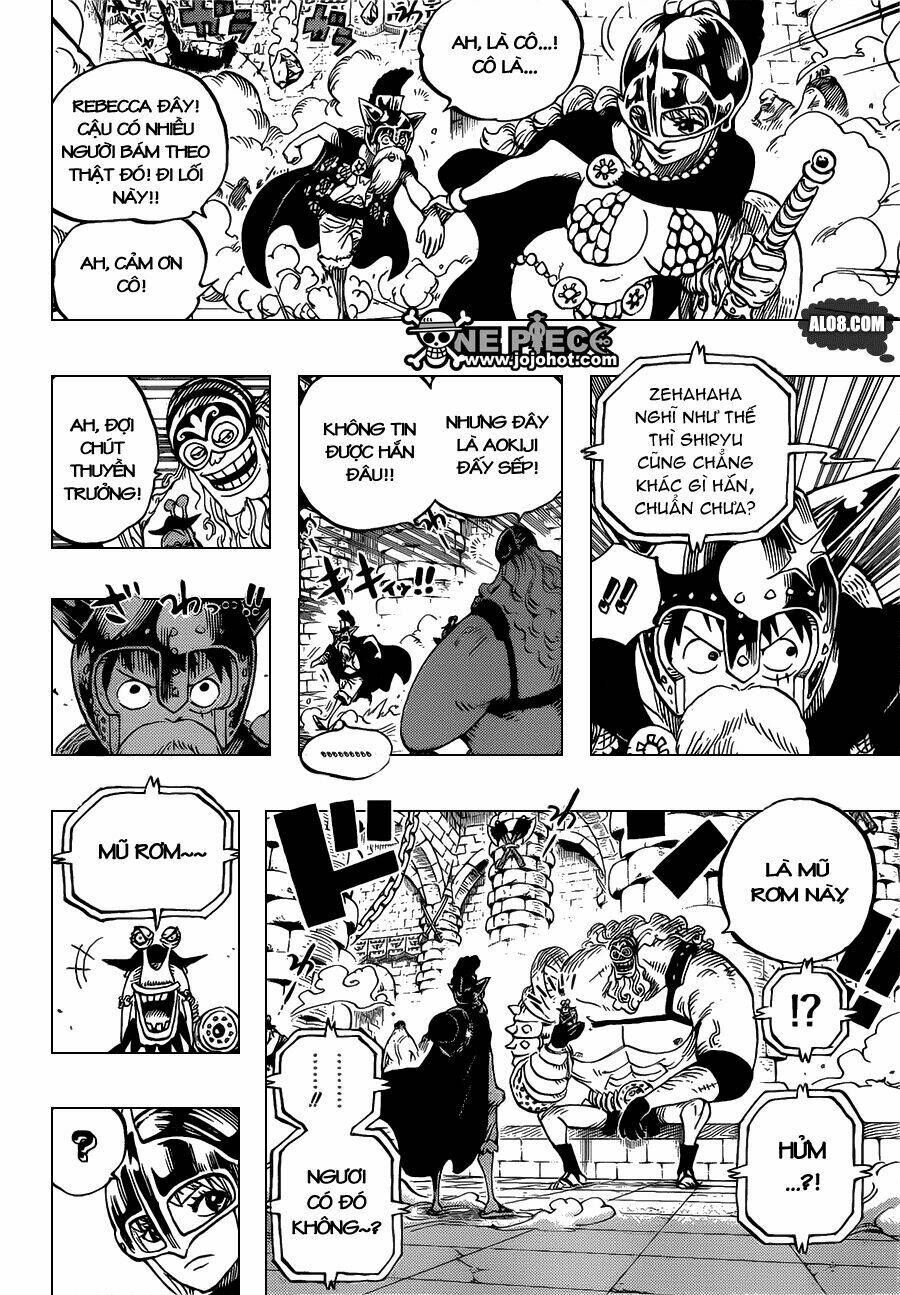 AH, LÀ CÔ...!
CÔ LÀ...
REBECCA ĐÂY!
CẬU CÓ NHIỀU
NGƯỜI BÁM THEO
THẬT ĐÓ! ĐI LỐI
NÀY!!
AH, CẢM ƠN
CÔ!
ALO8.COM
ONE PIECE
www.jojohot.com
AH, ĐỢI
CHÚT
THUYỀN
TRƯỞNG!
KHÔNG TIN
ĐƯỢC HẮN
ĐÂU!!
NHƯNG ĐÂY
LÀ AOKIJI
ĐẤY SẾP!
ZEHAHAHA
NGHĨ NHƯ THẾ
THÌ SHIRYU
CŨNG CHẲNG
KHÁC GÌ HẮN,
CHUẨN CHƯA?
!!
..........
MŨ RƠM~~
ド
LÀ MŨ
RƠM NÀY,
!?
.......
!!
NGƯƠI
CÓ ĐÓ
KHÔNG~?
HỬM
...?!
?